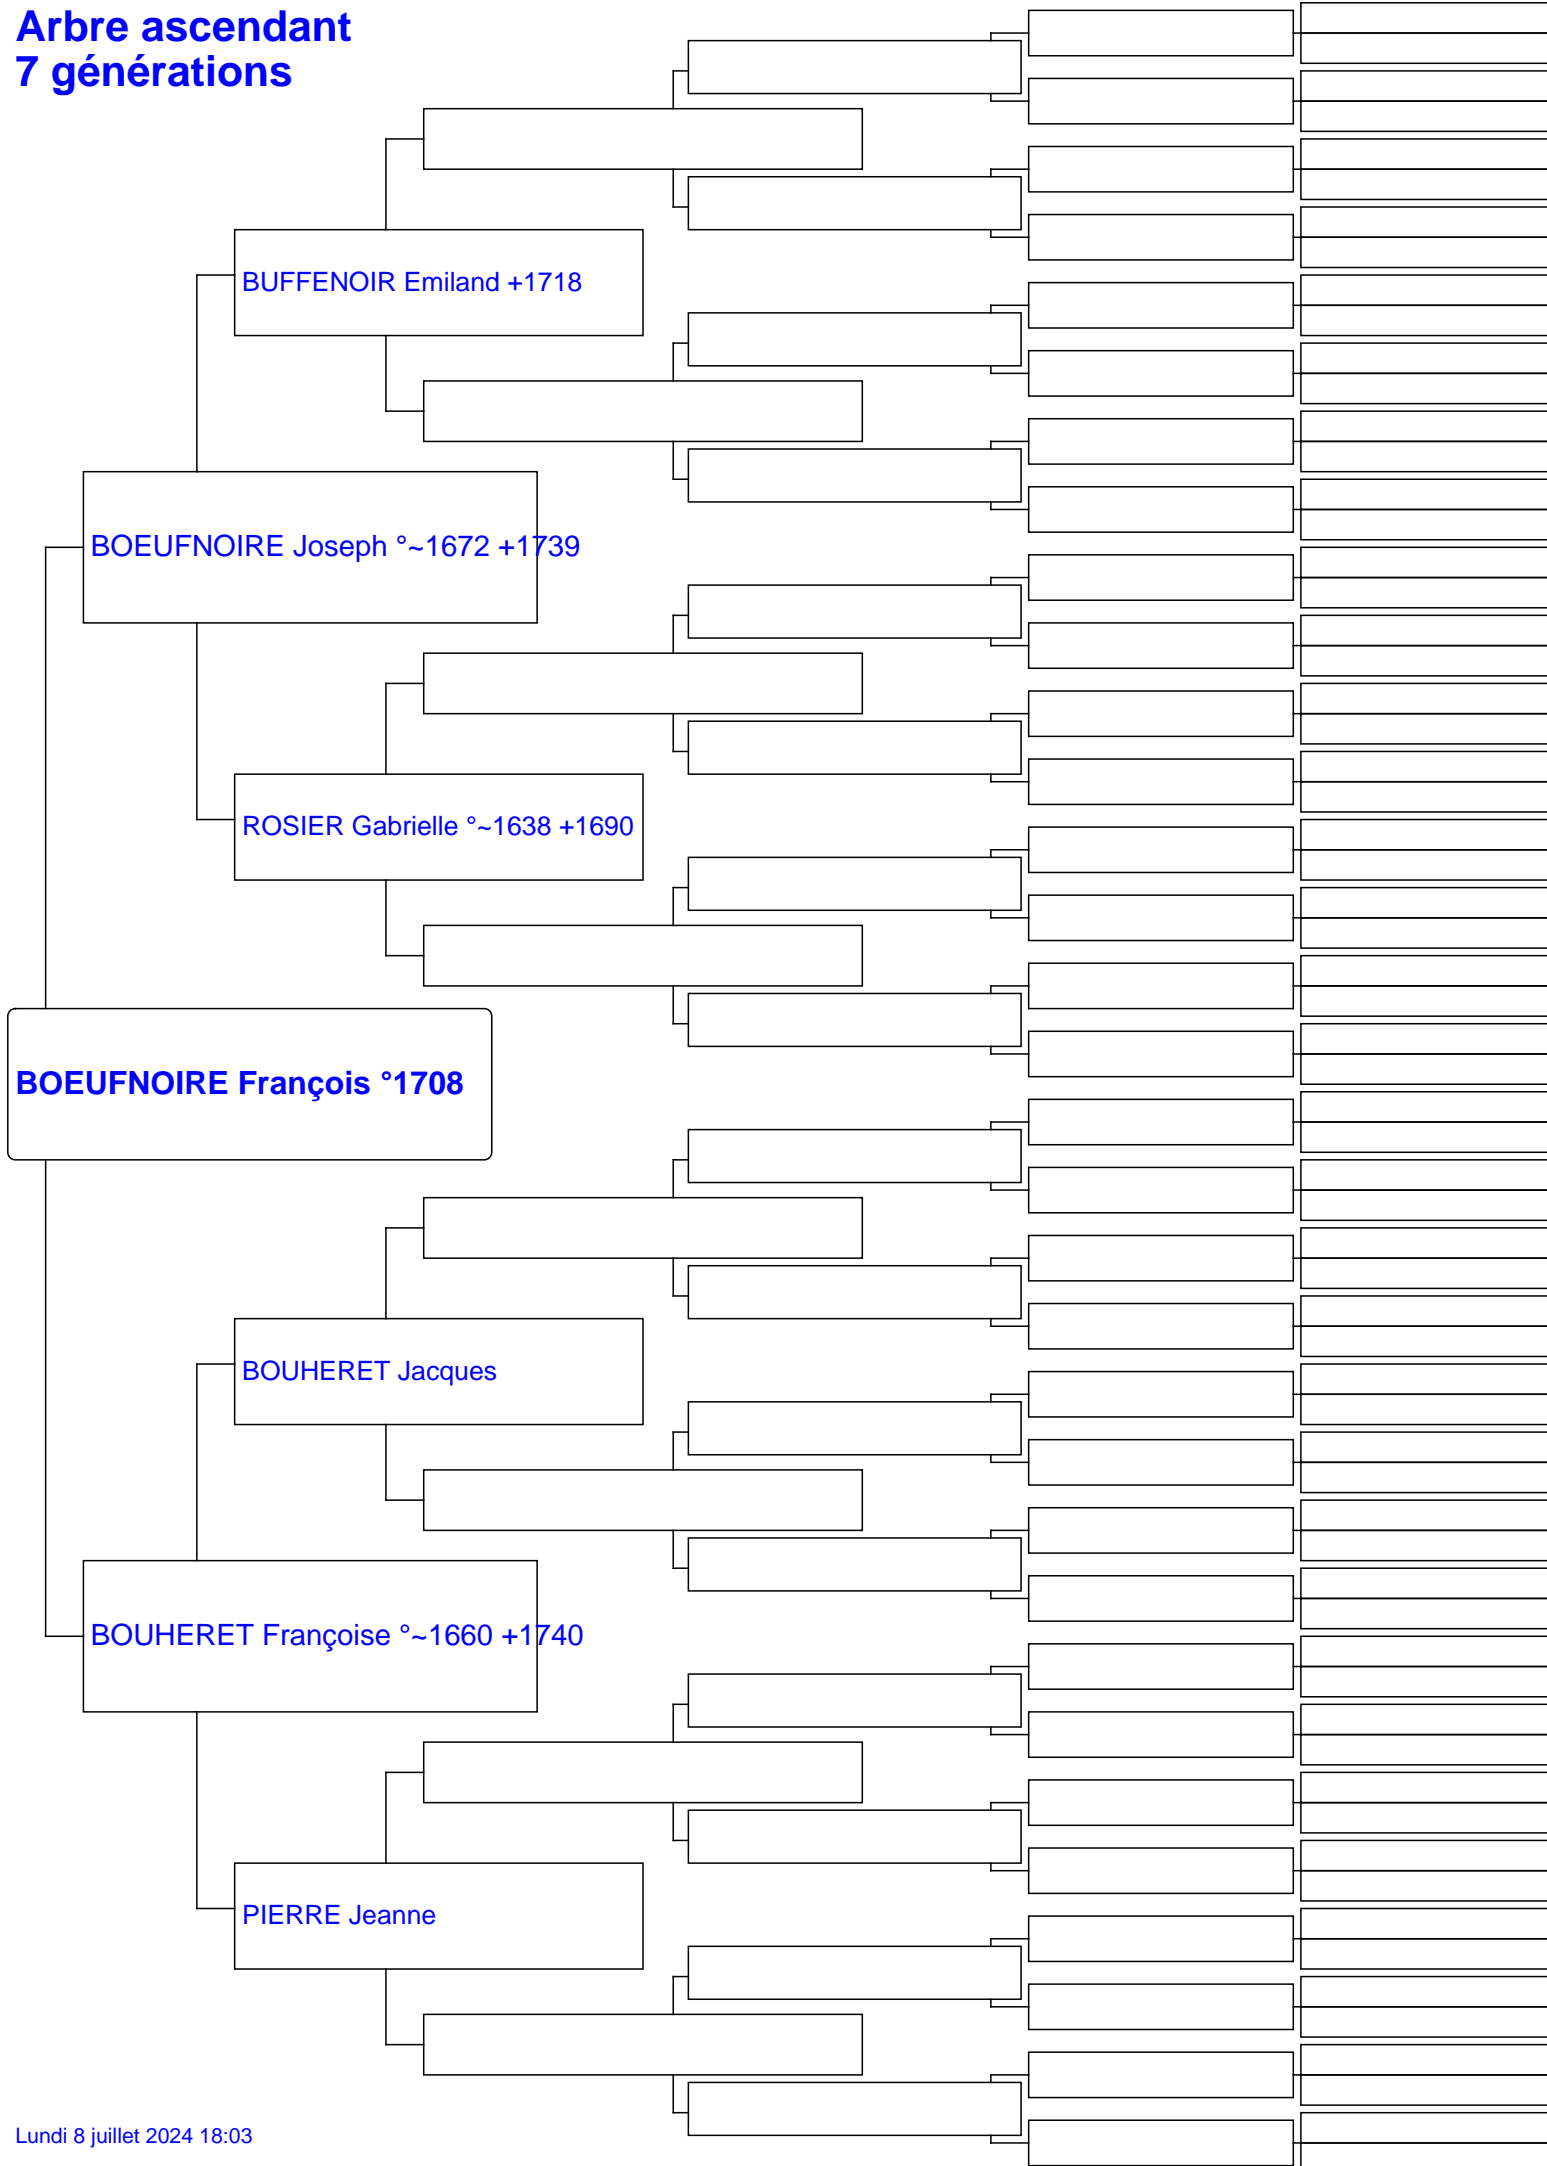 Arbre ascendant
7 générations
BUFFENOIR Emiland +1718
BOEUFNOIRE Joseph °~1672 +1739
ROSIER Gabrielle °~1638 +1690
BOEUFNOIRE François °1708
BOUHERET Jacques
BOUHERET Françoise °~1660 +1740
PIERRE Jeanne
Lundi 8 juillet 2024 18:03